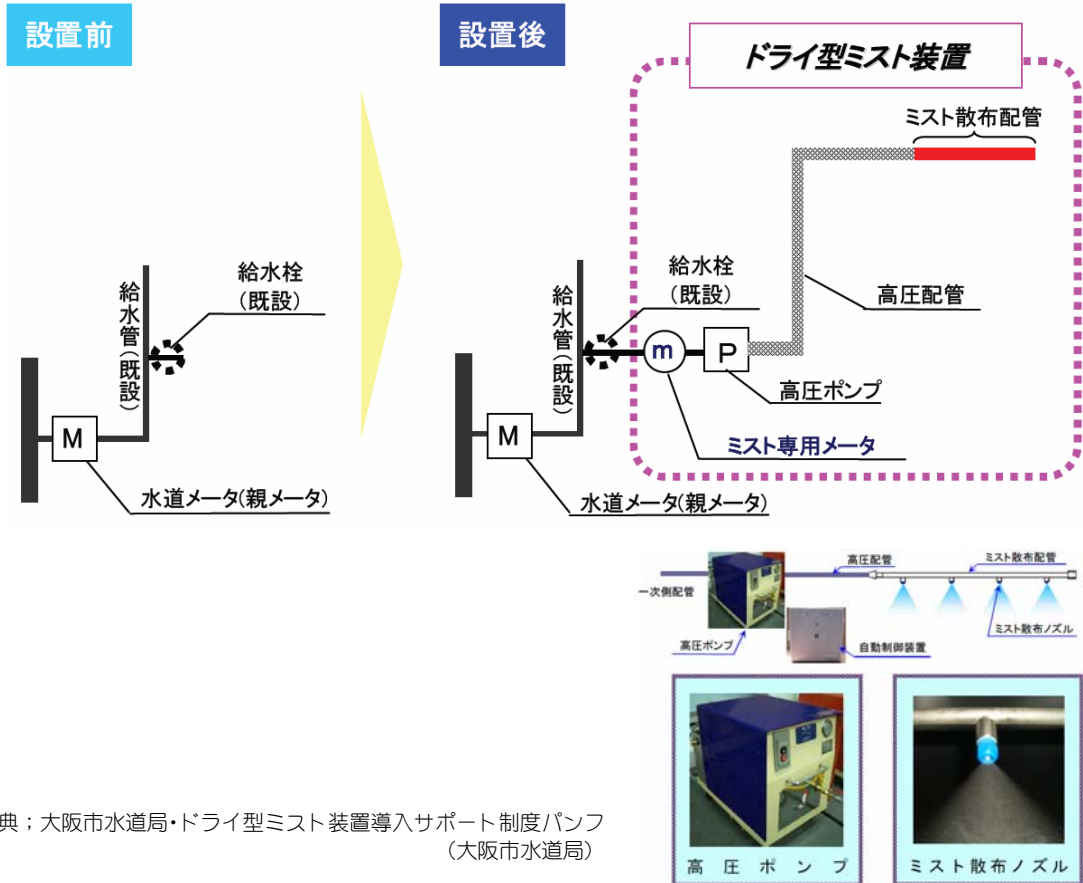 設置前
設置後
ドライ型ミスト装置
ミスト散布配管
給水栓
(既設)
給水管(既設)
M
水道メータ(親メータ)
給水栓
(既設)
給水管(既設)
高圧配管
m
P
高圧ポンプ
M
ミスト専用メータ
水道メータ(親メータ)
高圧配管
ミスト散布配管
一次側配管
ミスト散布ノズル
高圧ポンプ
自動制御装置
典;大阪市水道局・ドライ型ミスト装置導入サポート制度パンフ
(大阪市水道局)
高圧ポンプ
ミスト散布ノズル